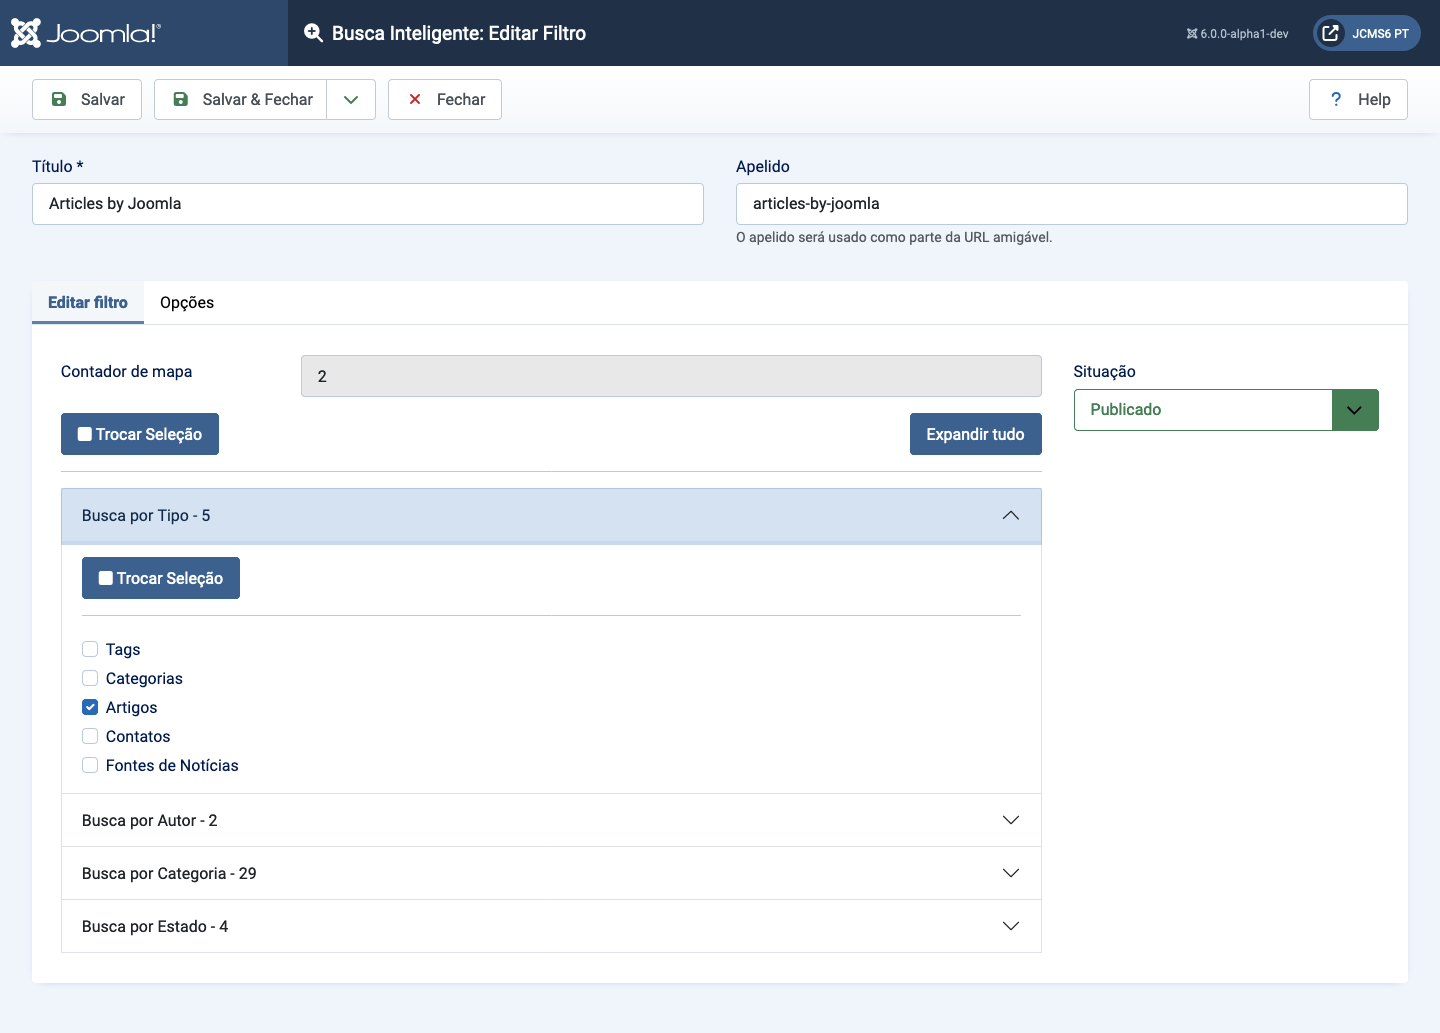 Joomla!®
Busca Inteligente: Editar Filtro
6.0.0-alpha1-dev
JCMS6 PT
Salvar
Salvar & Fechar
Fechar
? Help
Título *
Apelido
Articles by Joomla
articles-by-joomla
O apelido será usado como parte da URL amigável.
Editar filtro
Opções
Contador de mapa
2
Situação
Publicado
Trocar Seleção
Expandir tudo
Busca por Tipo - 5
Trocar Seleção
Tags
Categorias
Artigos
Contatos
Fontes de Notícias
Busca por Autor - 2
Busca por Categoria - 29
Busca por Estado - 4